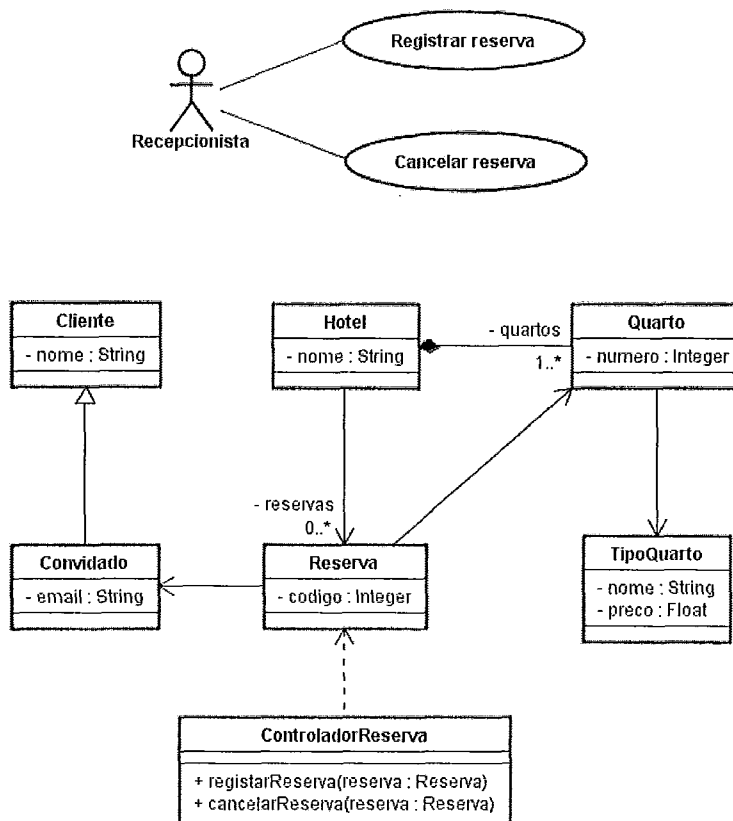 Registrar reserva
Recepcionista
Cancelar reserva
Cliente
- nome : String
Hotel
- nome : String
- quartos
1..*
Quarto
- numero : Integer
- reservas
0..*
Convidado
- email : String
Reserva
- codigo : Integer
TipoQuarto
- nome : String
- preco : Float
ControladorReserva
+ registarReserva(reserva : Reserva)
+ cancelarReserva(reserva : Reserva)